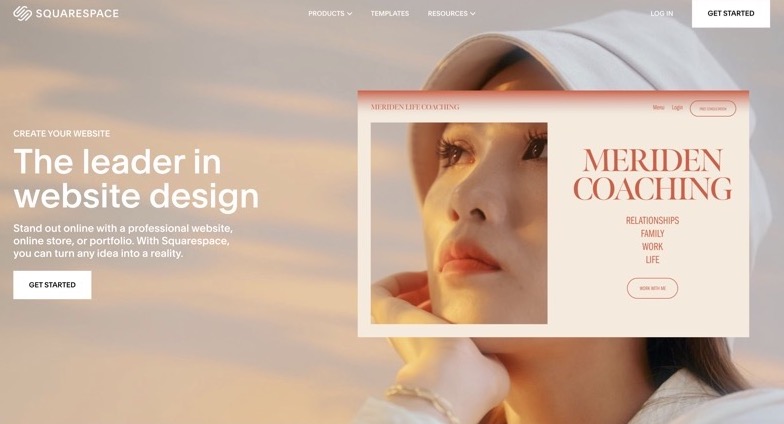 SQUARESPACE
PRODUCTS
TEMPLATES
RESOURCES
LOG IN
GET STARTED
CREATE YOUR WEBSITE
The leader in
website design
Stand out online with a professional website,
online store, or portfolio. With Squarespace,
you can turn any idea into a reality.
GET STARTED
MERIDEN LIFE COACHING
Menu
Login
FREE CONSULTATION
MERIDEN
COACHING
RELATIONSHIPS
FAMILY
WORK
LIFE
WORK WITH ME